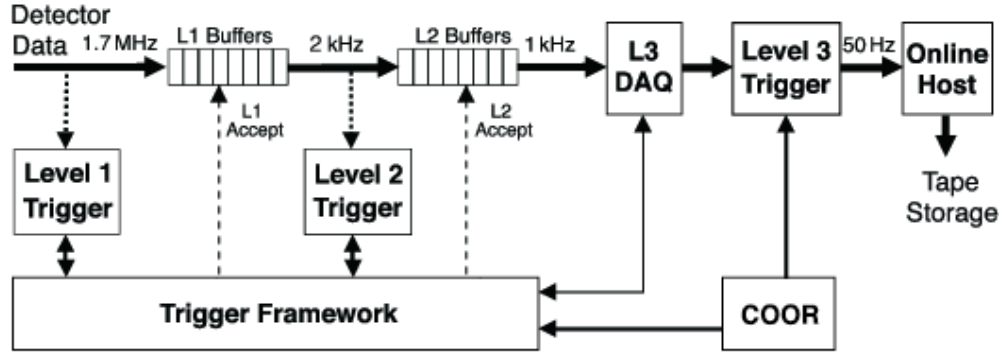 Detector
Data
1.7 MHz
L1 Buffers
2 kHz
L2 Buffers
1 kHz
L3
DAQ
Level 3
Trigger
50 Hz
Online
Host
L1
Accept
L2
Accept
Level 1
Trigger
Level 2
Trigger
Tape
Storage
Trigger Framework
COOR